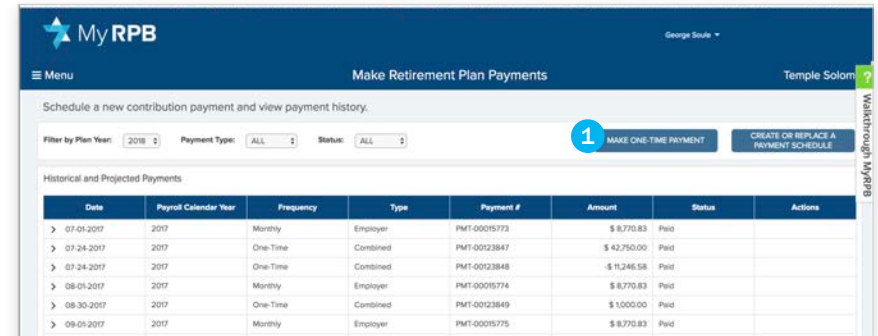 My RPB
George Soule
Menu
Make Retirement Plan Payments
Temple Solom
?
Walkthrough MyRPB
Schedule a new contribution payment and view payment history.
Filter by Plan Year: 2018 Payment Type: ALL Status: ALL
1 MAKE ONE-TIME PAYMENT
CREATE OR REPLACE A
PAYMENT SCHEDULE
Historical and Projected Payments
Date Payroll Calendar Year Frequency Type Payment # Amount Status Actions
07-01-2017 2017 Monthly Employer PMT-00015773 $ 8,770.83 Paid
07-24-2017 2017 One-Time Combined PMT-00123847 $ 42,750.00 Paid
07-24-2017 2017 One-Time Combined PMT-00123848 -$ 11,246.58 Paid
08-01-2017 2017 Monthly Employer PMT-00015774 $ 8,770.83 Paid
08-30-2017 2017 One-Time Combined PMT-00123849 $ 1,000.00 Paid
09-01-2017 2017 Monthly Employer PMT-00015775 $ 8,770.83 Paid